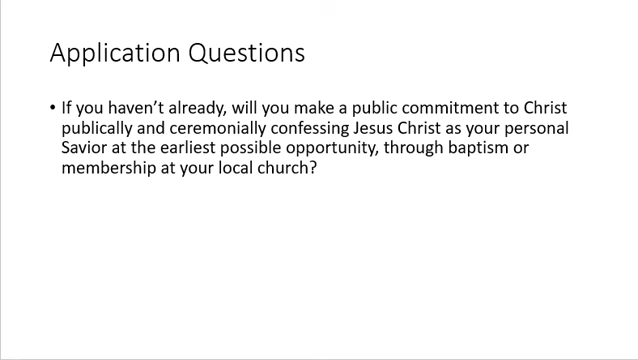 Application Questions
• If you haven't already, will you make a public commitment to Christ
publically and ceremonially confessing Jesus Christ as your personal
Savior at the earliest possible opportunity, through baptism or
membership at your local church?